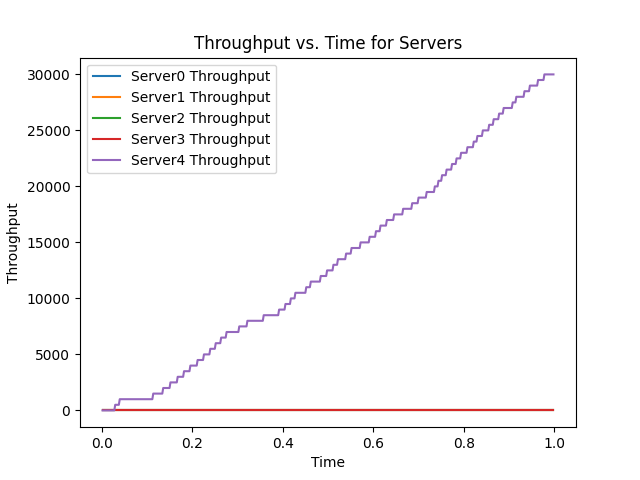 Throughput vs. Time for Servers
Server0 Throughput
Server1 Throughput
Server2 Throughput
Server3 Throughput
Server4 Throughput
30000
25000
20000
15000
10000
5000
0
Throughput
0.0 0.2 0.4 0.6 0.8 1.0
Time